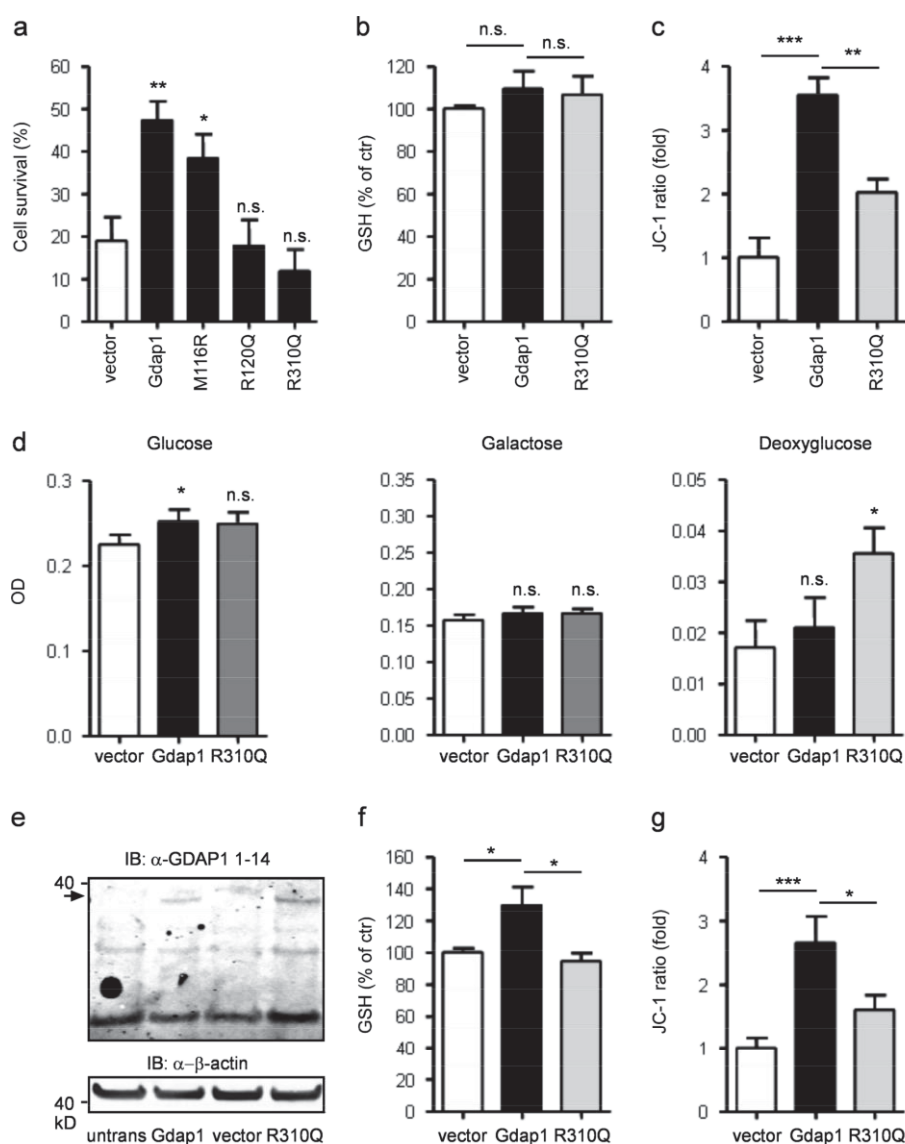 a
Cell survival (%)
60
50
40
30
20
10
0
**
*
n.s.
n.s.
vector
Gdap1
M116R
R120Q
R310Q
b
GSH (% of ctr)
120
100
80
60
40
20
0
n.s.
n.s.
vector
Gdap1
R310Q
c
JC-1 ratio (fold)
4
3
2
1
0
***
**
vector
Gdap1
R310Q
d
Glucose
OD
0.3
0.2
0.1
0.0
*
n.s.
vector Gdap1 R310Q
Galactose
0.35
0.30
0.25
0.20
0.15
0.10
0.05
0.00
n.s.
n.s.
vector Gdap1 R310Q
Deoxyglucose
0.05
0.04
0.03
0.02
0.01
0.00
n.s.
*
vector Gdap1 R310Q
e
IB: α-GDAP1 1-14
40
IB: α–β-actin
40
kD
untrans Gdap1 vector R310Q
f
GSH (% of ctr)
160
140
130
100
80
60
40
20
0
*
*
vector Gdap1 R310Q
g
JC-1 ratio (fold)
4
3
2
1
0
***
*
vector Gdap1 R310Q